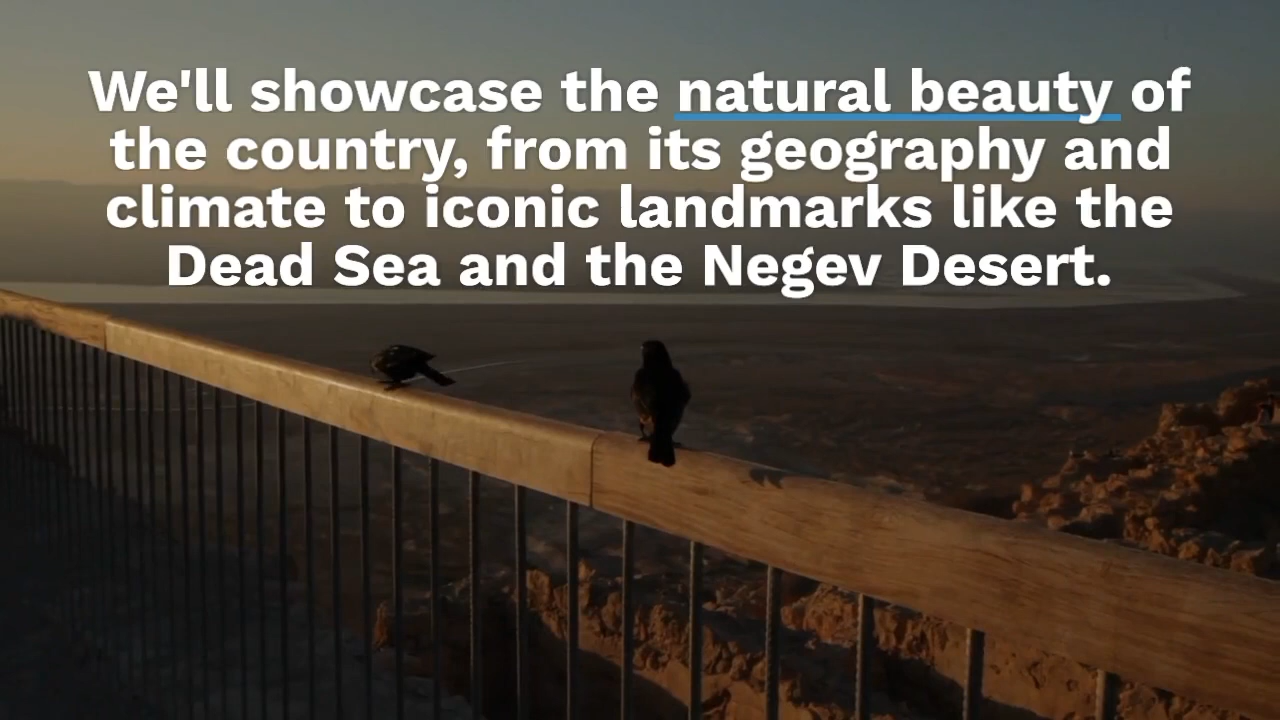 We'll showcase the natural beauty of
the country, from its geography and
climate to iconic landmarks like the
Dead Sea and the Negev Desert.